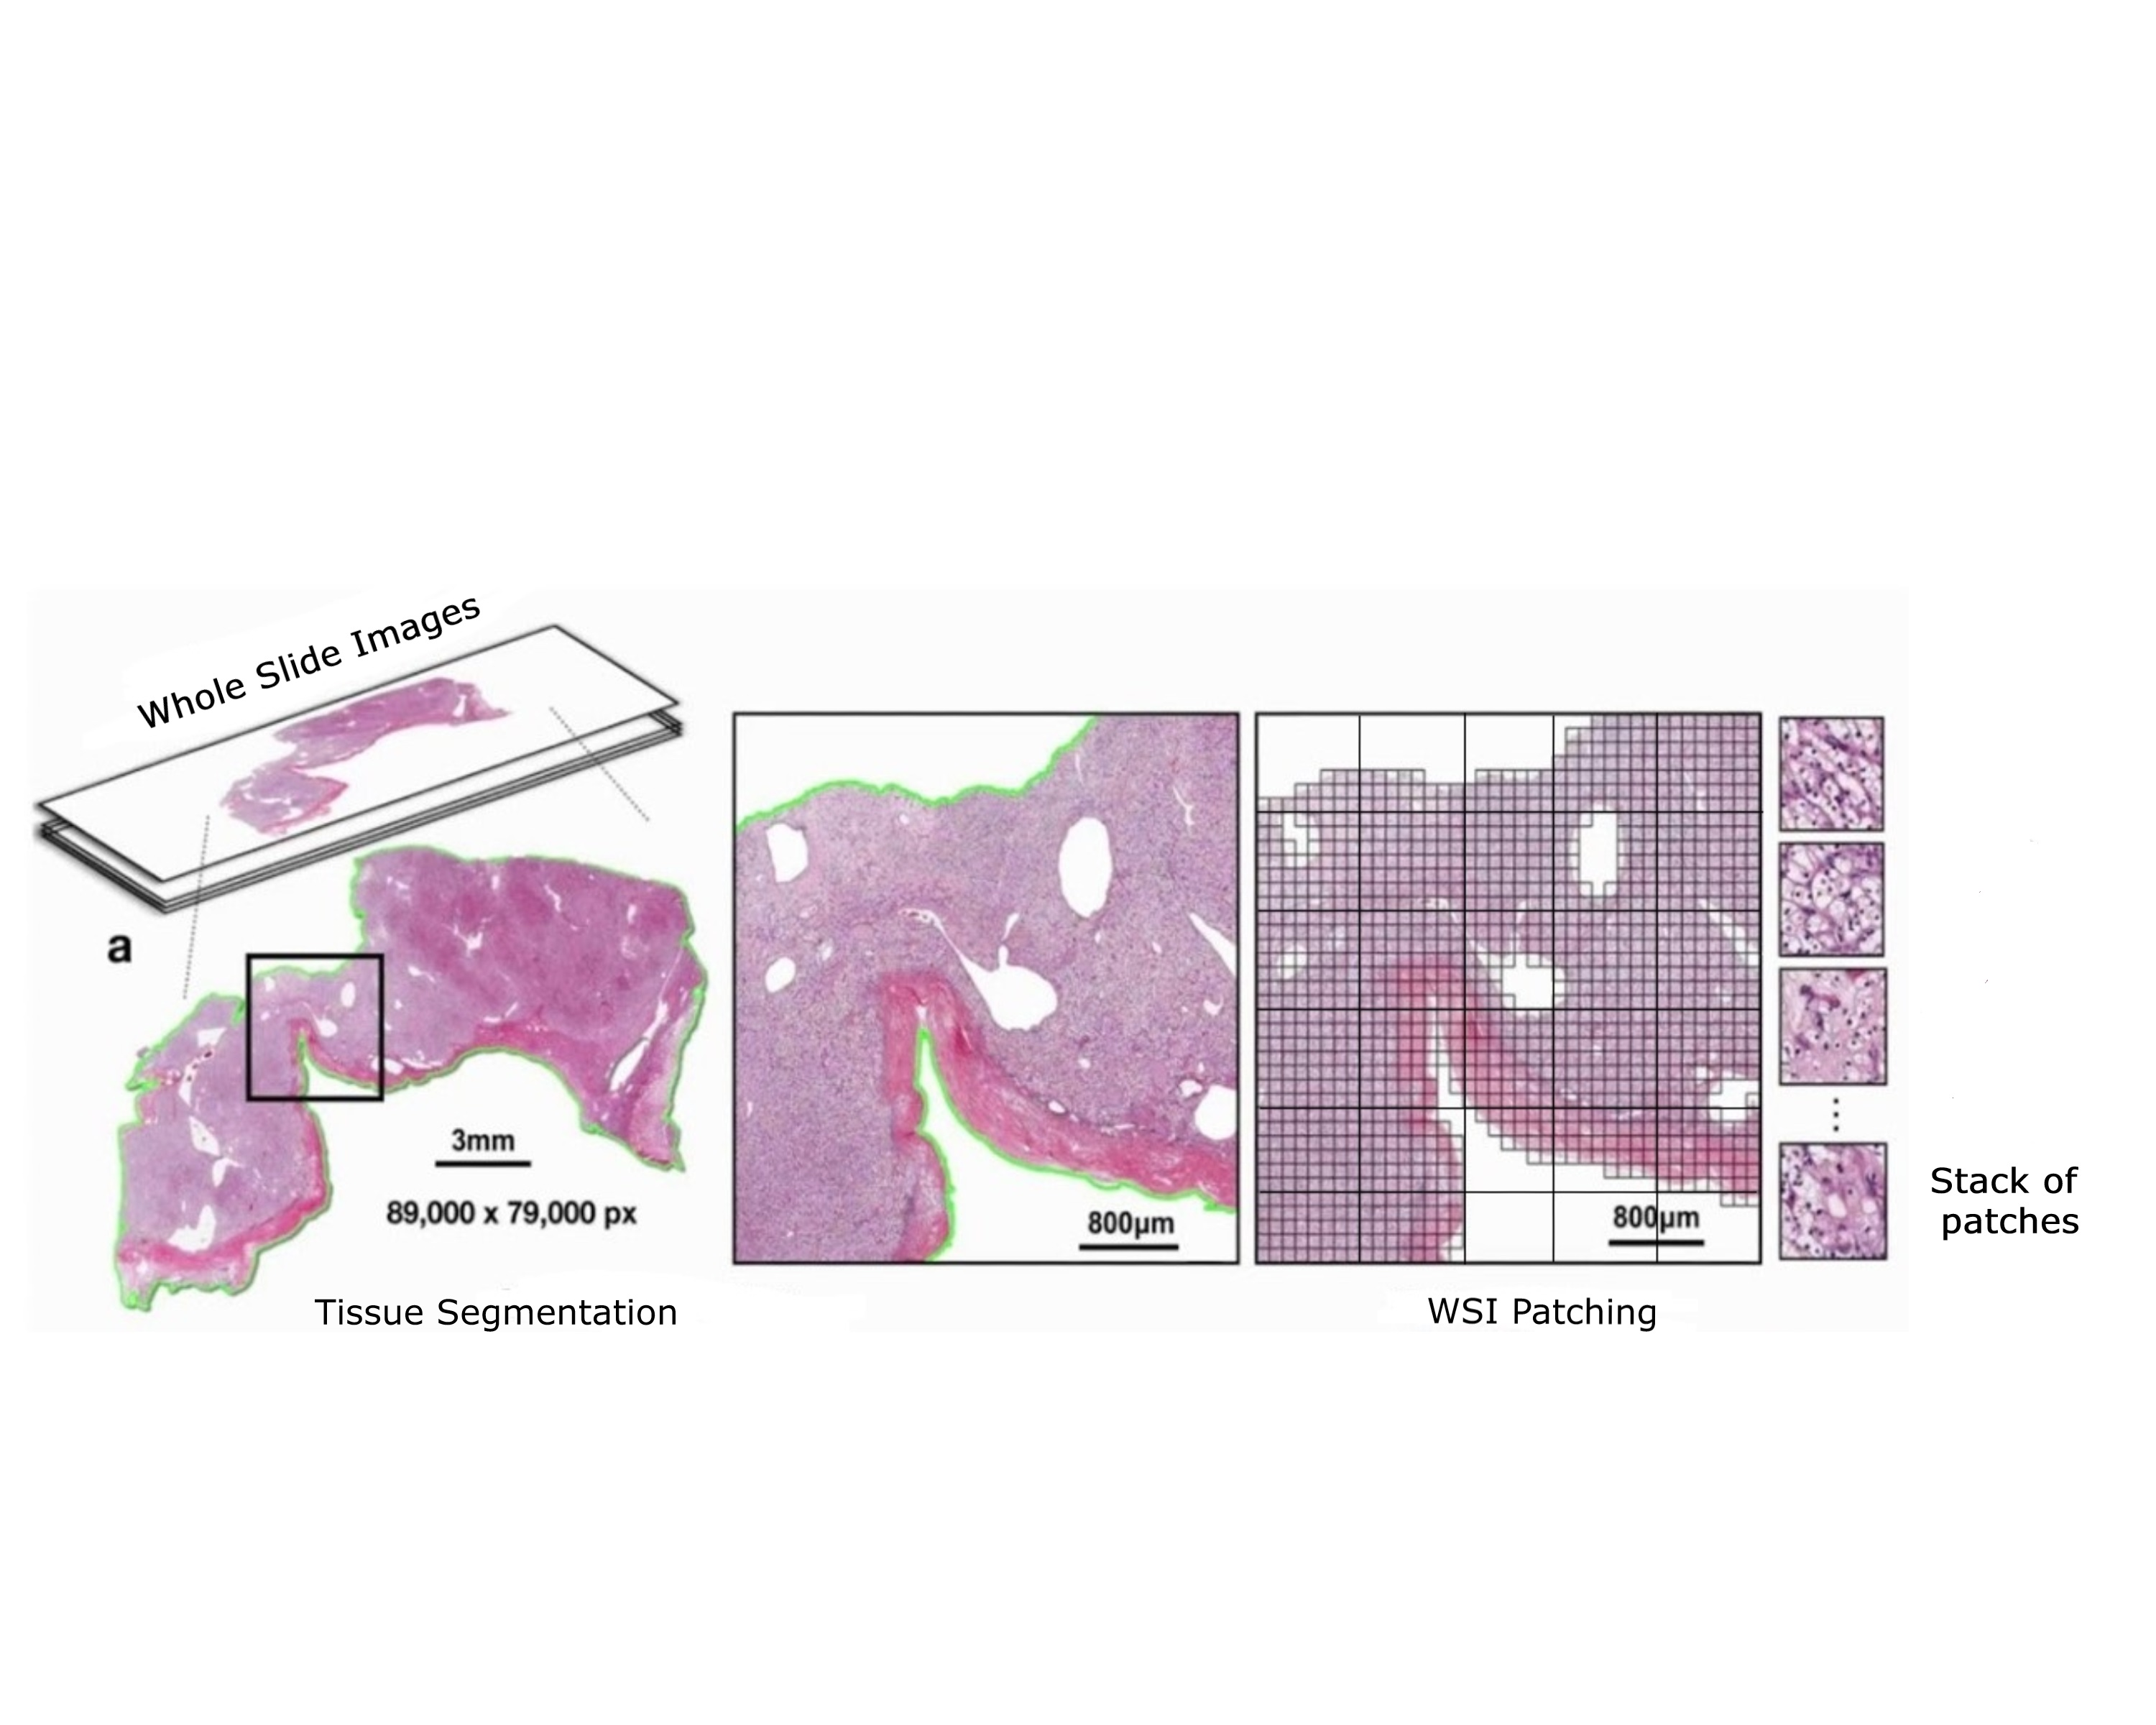 Whole Slide Images
a
3mm
89,000 x 79,000 px
Tissue Segmentation
800µm
800µm
WSI Patching
Stack of
patches